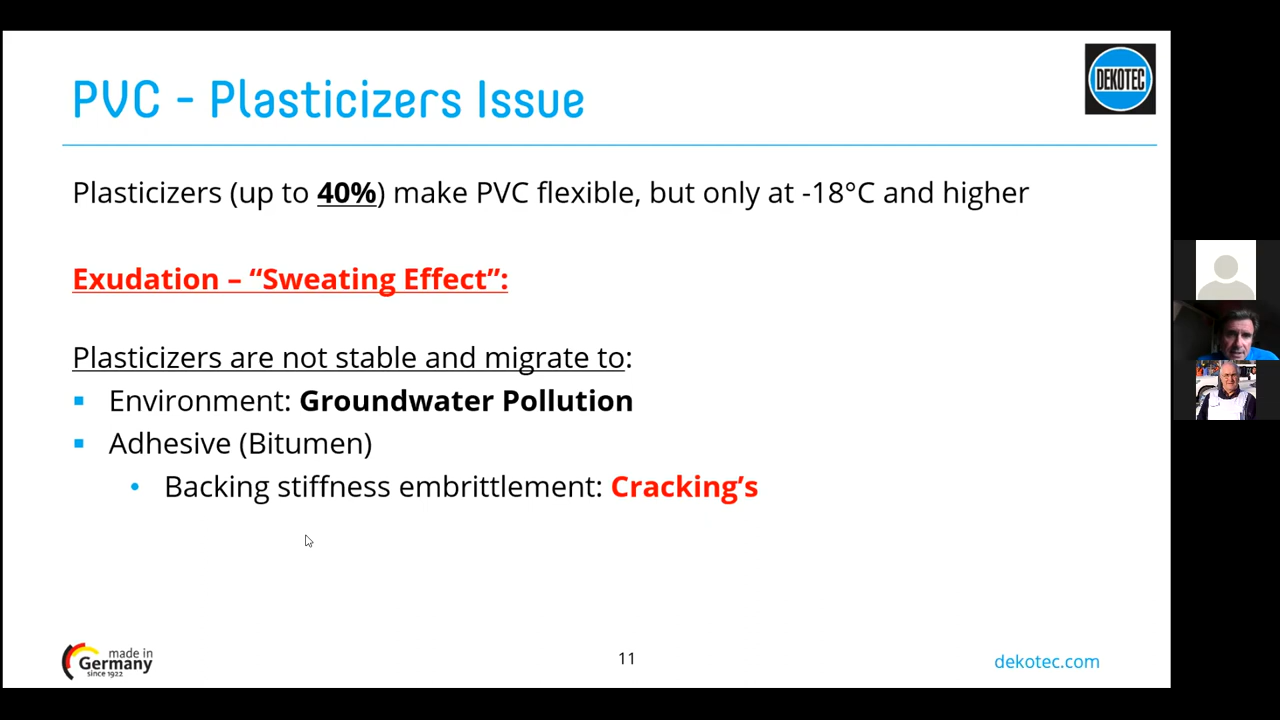 PVC - Plasticizers Issue
DEKOTEC
Plasticizers (up to 40%) make PVC flexible, but only at -18°C and higher
Exudation – “Sweating Effect”:
Plasticizers are not stable and migrate to:
Environment: Groundwater Pollution
Adhesive (Bitumen)
Backing stiffness embrittlement: Cracking’s
made in
Germany
since 1922
11
dekotec.com